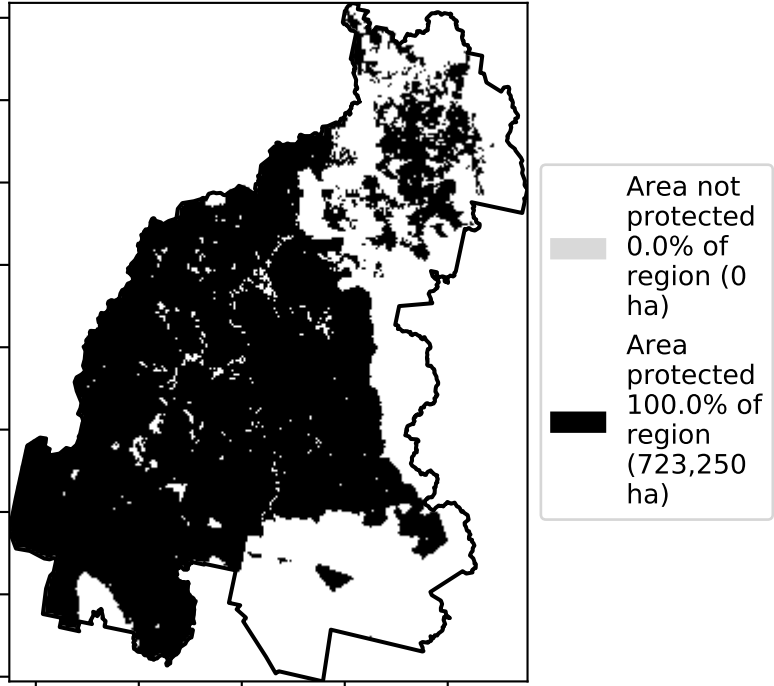 Area not
protected
0.0% of
region (0
ha)
Area
protected
100.0% of
region
(723,250
ha)